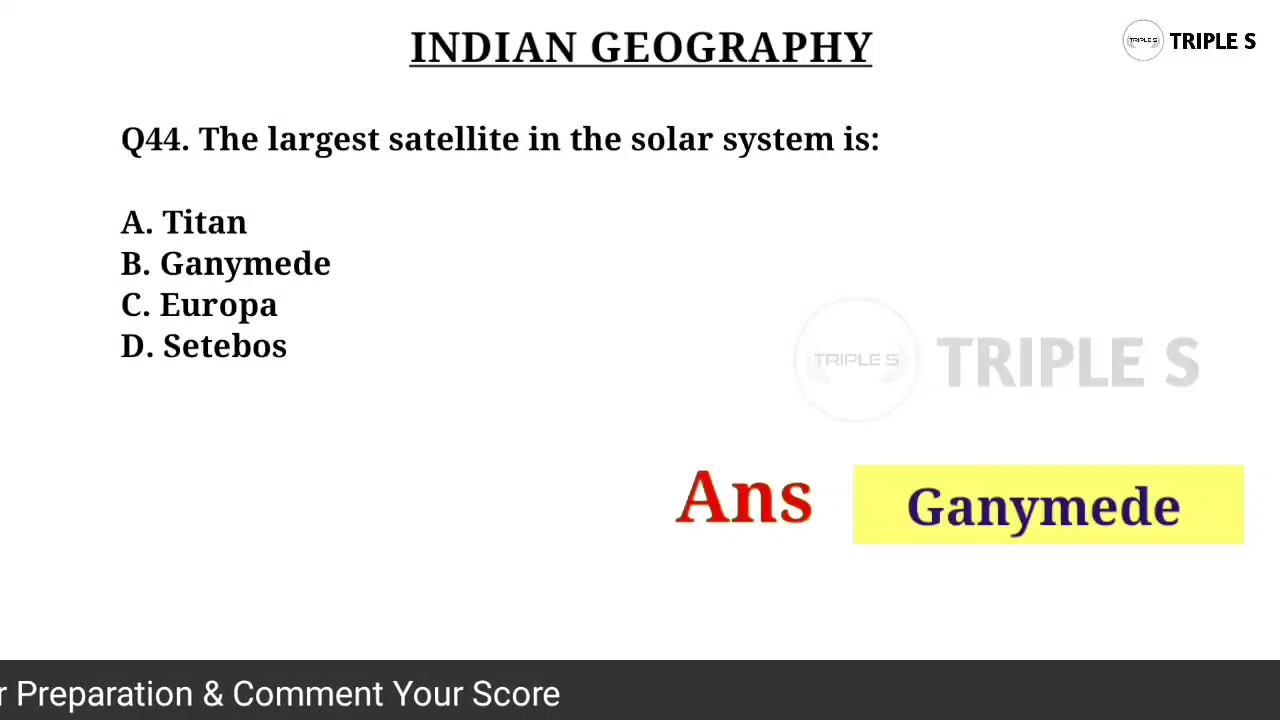 INDIAN GEOGRAPHY
TRIPLE S
TRIPLE S
Q44. The largest satellite in the solar system is:
A. Titan
B. Ganymede
C. Europa
D. Setebos
TRIPLE S
TRIPLE S
Ans Ganymede
r Preparation & Comment Your Score